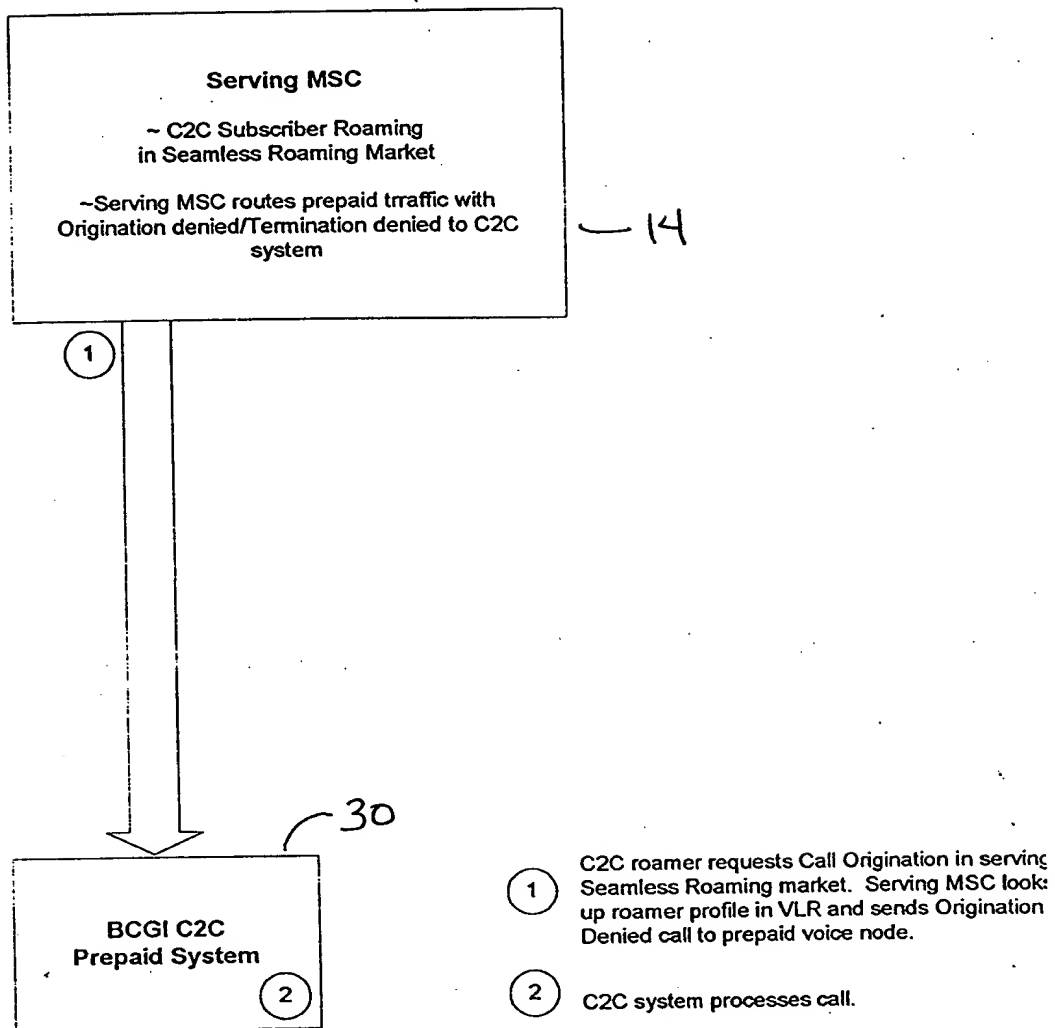 Serving MSC
~ C2C Subscriber Roaming
in Seamless Roaming Market
~Serving MSC routes prepaid trraffic with
Origination denied/Termination denied to C2C
system
14
1
30
BCGI C2C
Prepaid System
2
1
C2C roamer requests Call Origination in serving
Seamless Roaming market. Serving MSC looks
up roamer profile in VLR and sends Origination
Denied call to prepaid voice node.
2
C2C system processes call.